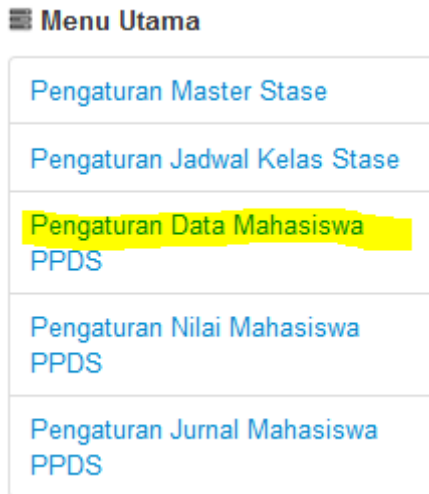 Menu Utama
Pengaturan Master Stase
Pengaturan Jadwal Kelas Stase
Pengaturan Data Mahasiswa
PPDS
Pengaturan Nilai Mahasiswa
PPDS
Pengaturan Jurnal Mahasiswa
PPDS